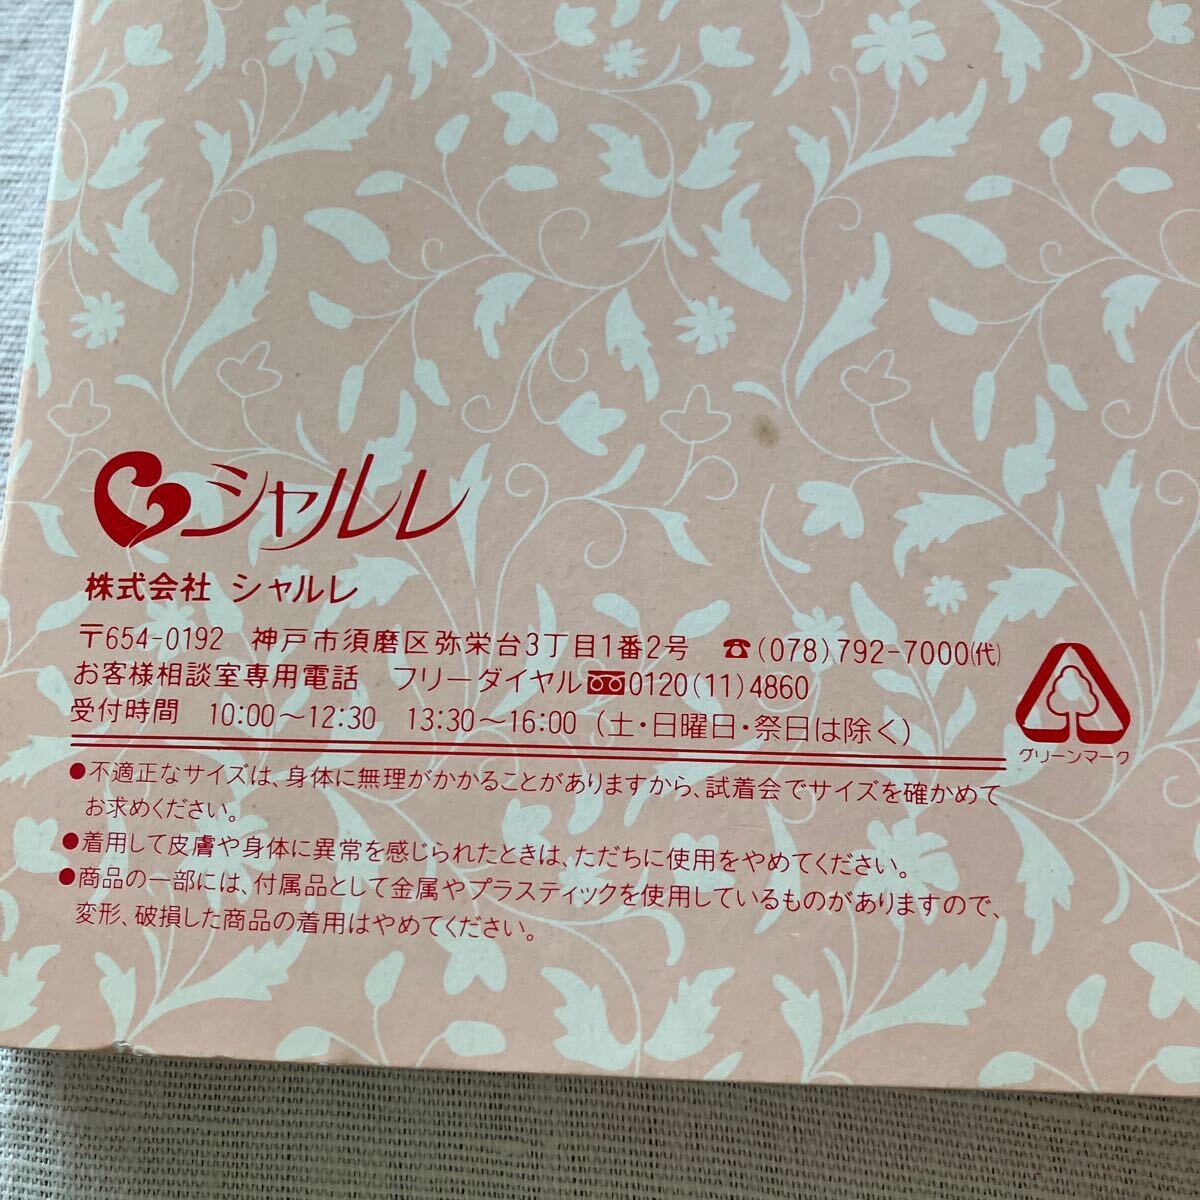 シャルレ
株式会社 シャルレ
〒654-0192 神戸市須磨区弥栄台3丁目1番2号 ☎(078)792-7000(代)
お客様相談室専用電話 フリーダイヤル0120(11)4860
受付時間 10:00〜12:30 13:30〜16:00 (土・日曜日・祭日は除く)
グリーンマーク
●不適正なサイズは、身体に無理がかかることがありますから、試着会でサイズを確かめて
お求めください。
●着用して皮膚や身体に異常を感じられたときは、ただちに使用をやめてください。
●商品の一部には、付属品として金属やプラスティックを使用しているものがありますので、
変形、破損した商品の着用はやめてください。